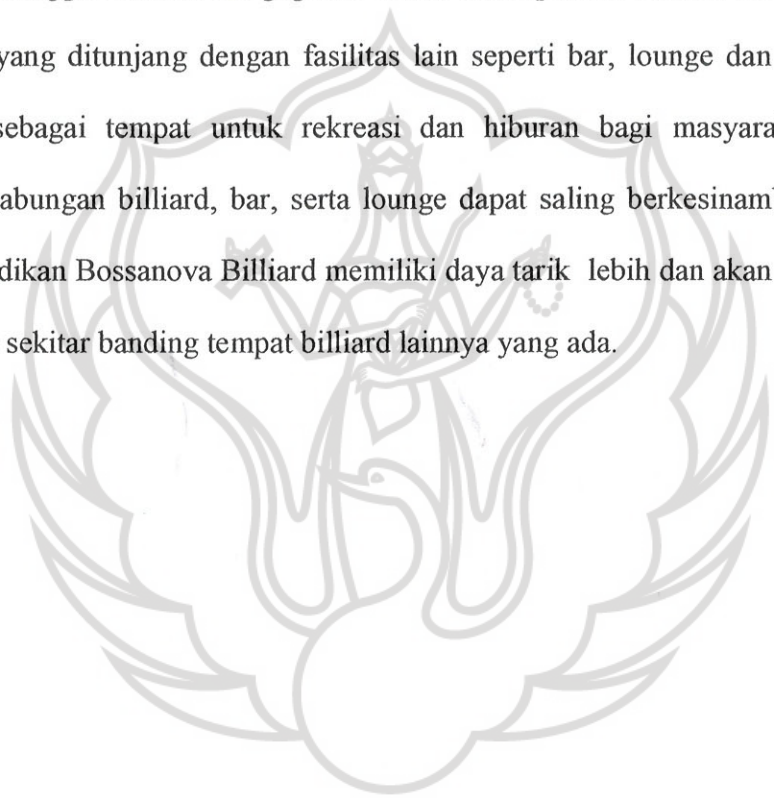 yang ditunjang dengan fasilitas lain seperti bar, lounge dan
sebagai tempat untuk rekreasi dan hiburan bagi masyara
abungan billiard, bar, serta lounge dapat saling berkesinam
dikan Bossanova Billiard memiliki daya tarik lebih dan akan
sekitar banding tempat billiard lainnya yang ada.